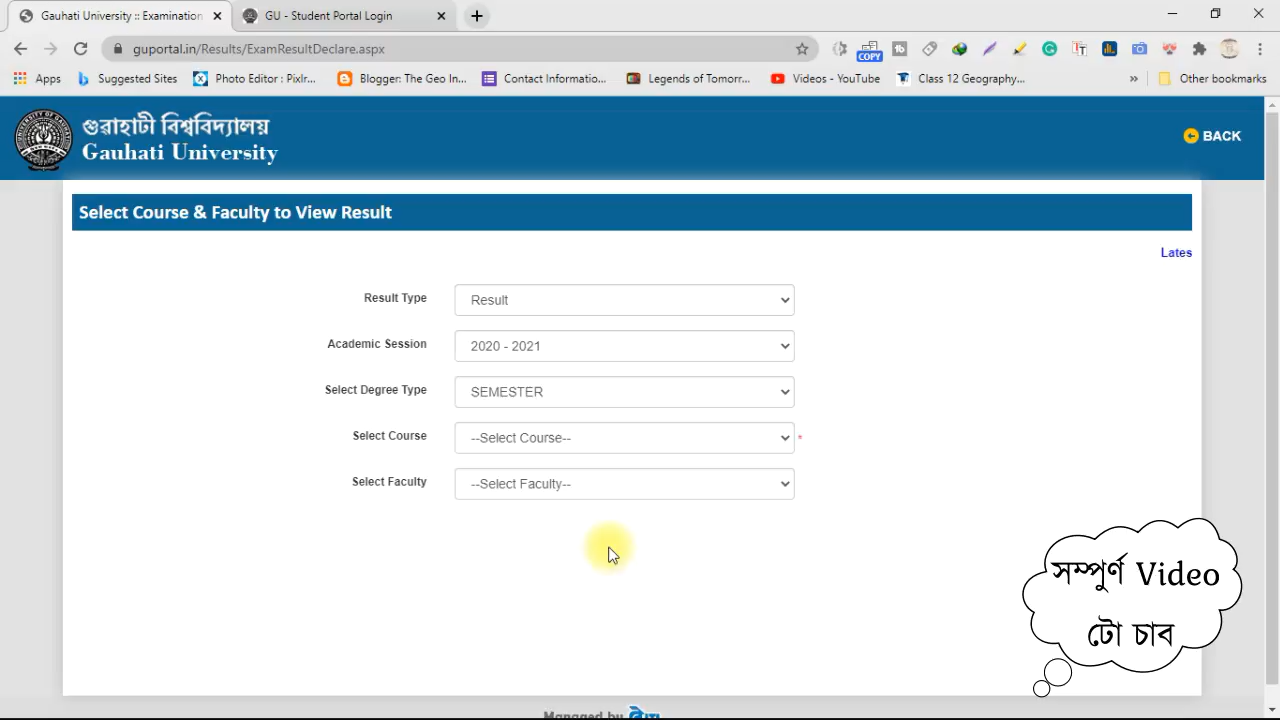 Gauhati University :: Examination
GU - Student Portal Login
guportal.in/Results/ExamResultDeclare.aspx
COPY
Apps
Suggested Sites
Photo Editor : Pixlr...
Blogger: The Geo In...
Contact Informatio...
Legends of Tomorr...
Videos - YouTube
Class 12 Geography...
Other bookmarks
গুৱাহাটী বিশ্ববিদ্যালয়
Gauhati University
BACK
Select Course & Faculty to View Result
Lates
Result Type
Result
Academic Session
2020 - 2021
Select Degree Type
SEMESTER
Select Course
--Select Course--
*
Select Faculty
--Select Faculty--
সম্পুৰ্ণ Video
টো চাব
Managed by